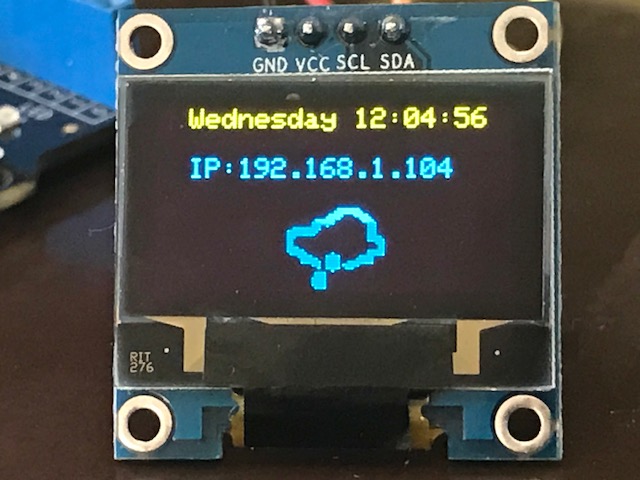 GND VCC SCL SDA
Wednesday 12:04:56
IP:192.168.1.104
RIT
276